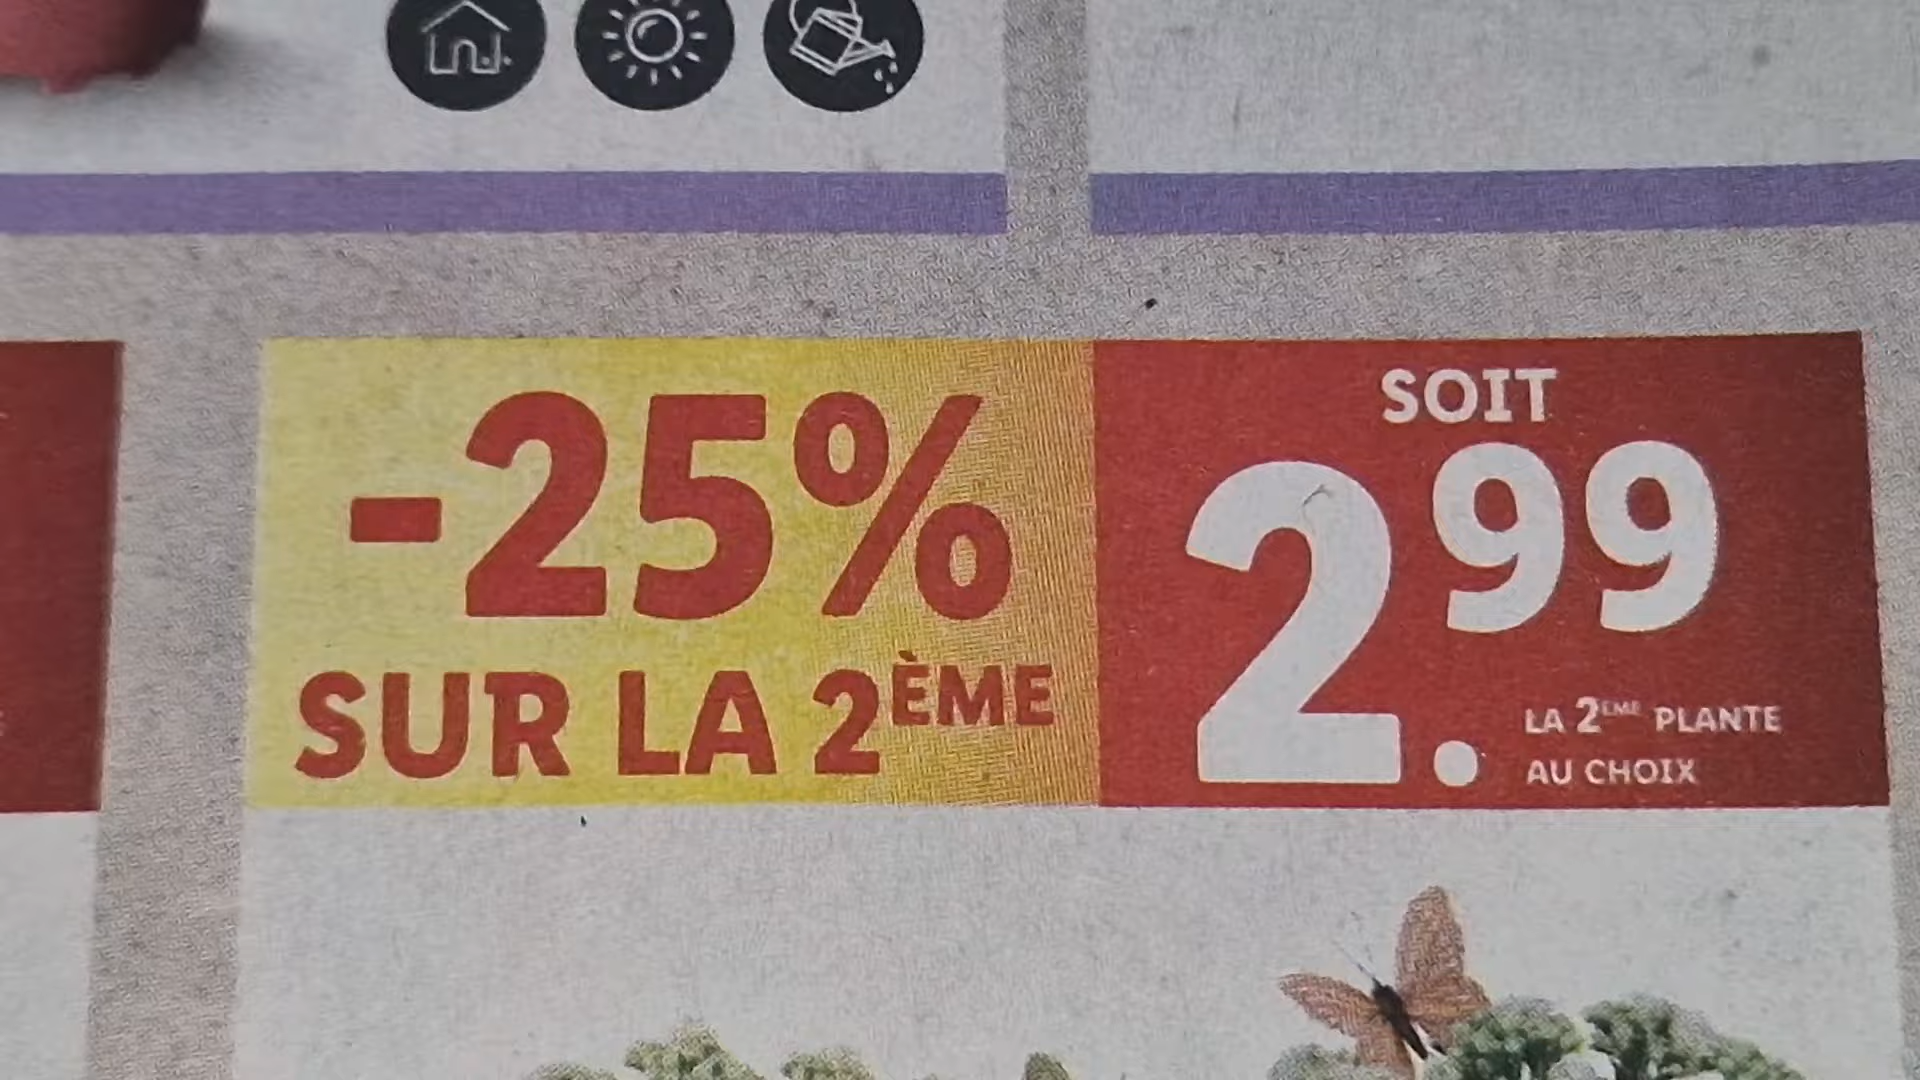 -25%
SUR LA 2ÈME
SOIT
2.99
LA 2ÈME PLANTE
AU CHOIX